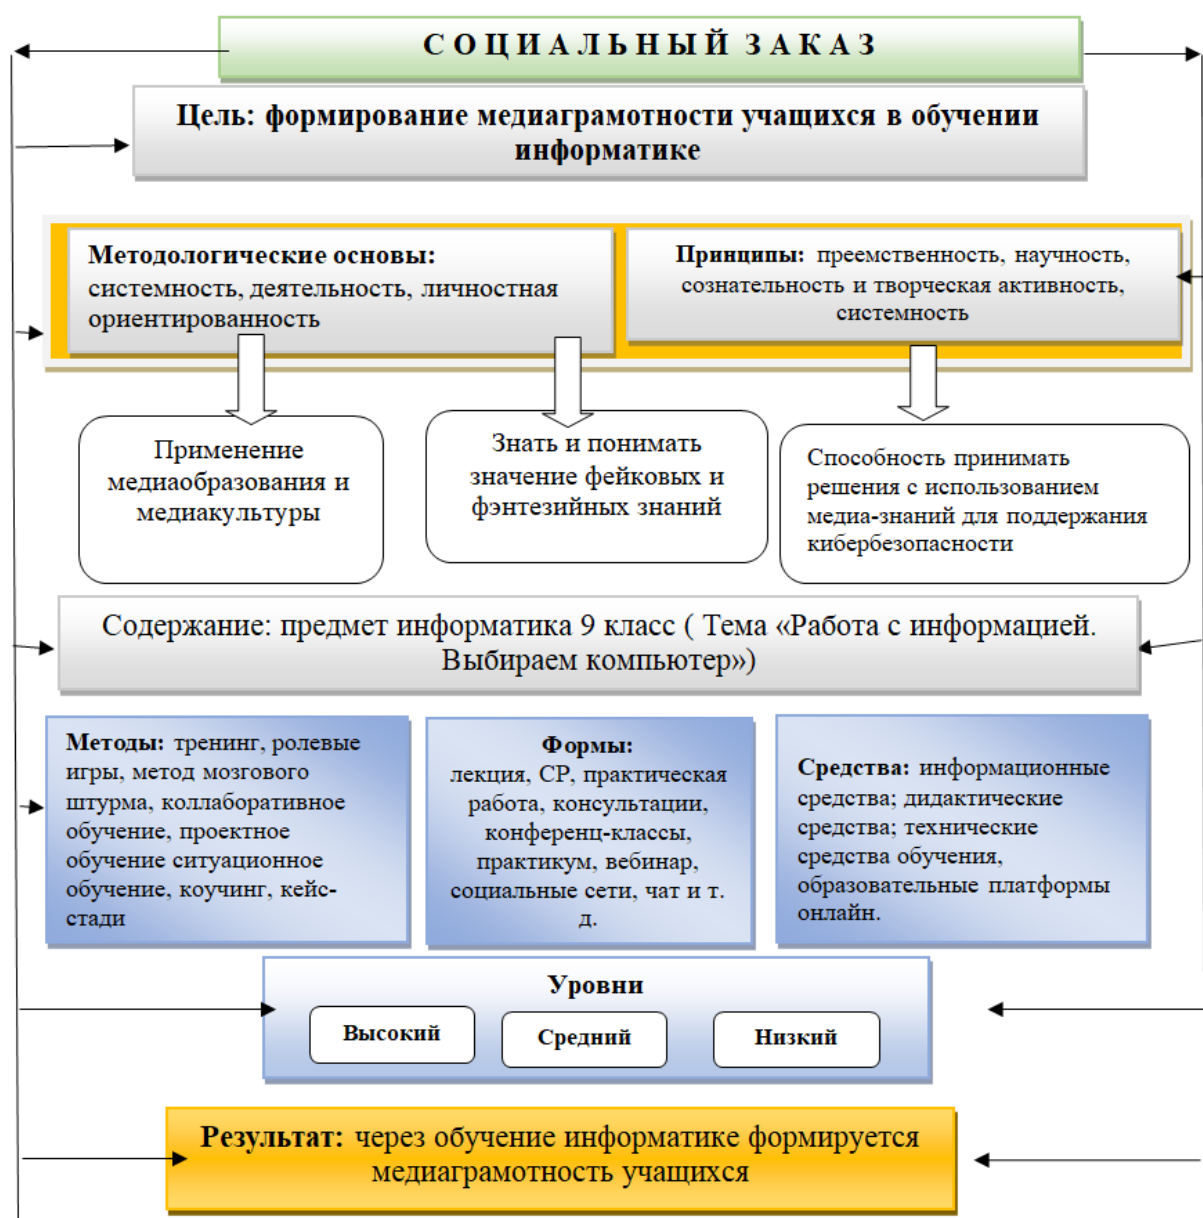 СОЦИАЛЬНЫЙ ЗАКАЗ
Цель: формирование медиаграмотности учащихся в обучении
информатике
Методологические основы:
системность, деятельность, личностная
ориентированность
Принципы: преемственность, научность,
сознательность и творческая активность,
системность
Применение
медиаобразования и
медиакультуры
Знать и понимать
значение фейковых и
фэнтезийных знаний
Способность принимать
решения с использованием
медиа-знаний для поддержания
кибербезопасности
Содержание: предмет информатика 9 класс ( Тема «Работа с информацией.
Выбираем компьютер»)
Методы: тренинг, ролевые
игры, метод мозгового
штурма, коллаборативное
обучение, проектное
обучение ситуационное
обучение, коучинг, кейс-
стади
Формы:
лекция, СР, практическая
работа, консультации,
конференц-классы,
практикум, вебинар,
социальные сети, чат и т.
д.
Средства: информационные
средства; дидактические
средства; технические
средства обучения,
образовательные платформы
онлайн.
Уровни
Высокий
Средний
Низкий
Результат: через обучение информатике формируется
медиаграмотность учащихся